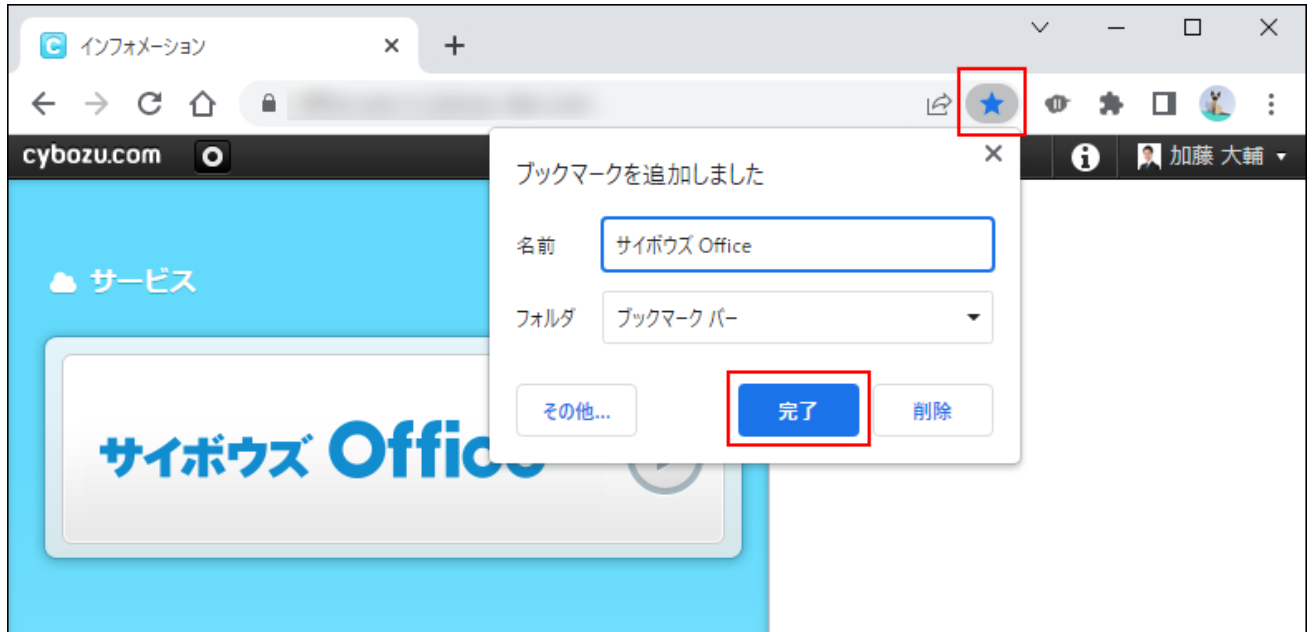 インフォメーション
cybozu.com
加藤 大輔
ブックマークを追加しました
名前
サイボウズ Office
フォルダ
ブックマーク バー
その他...
完了
削除
サービス
サイボウズ Office